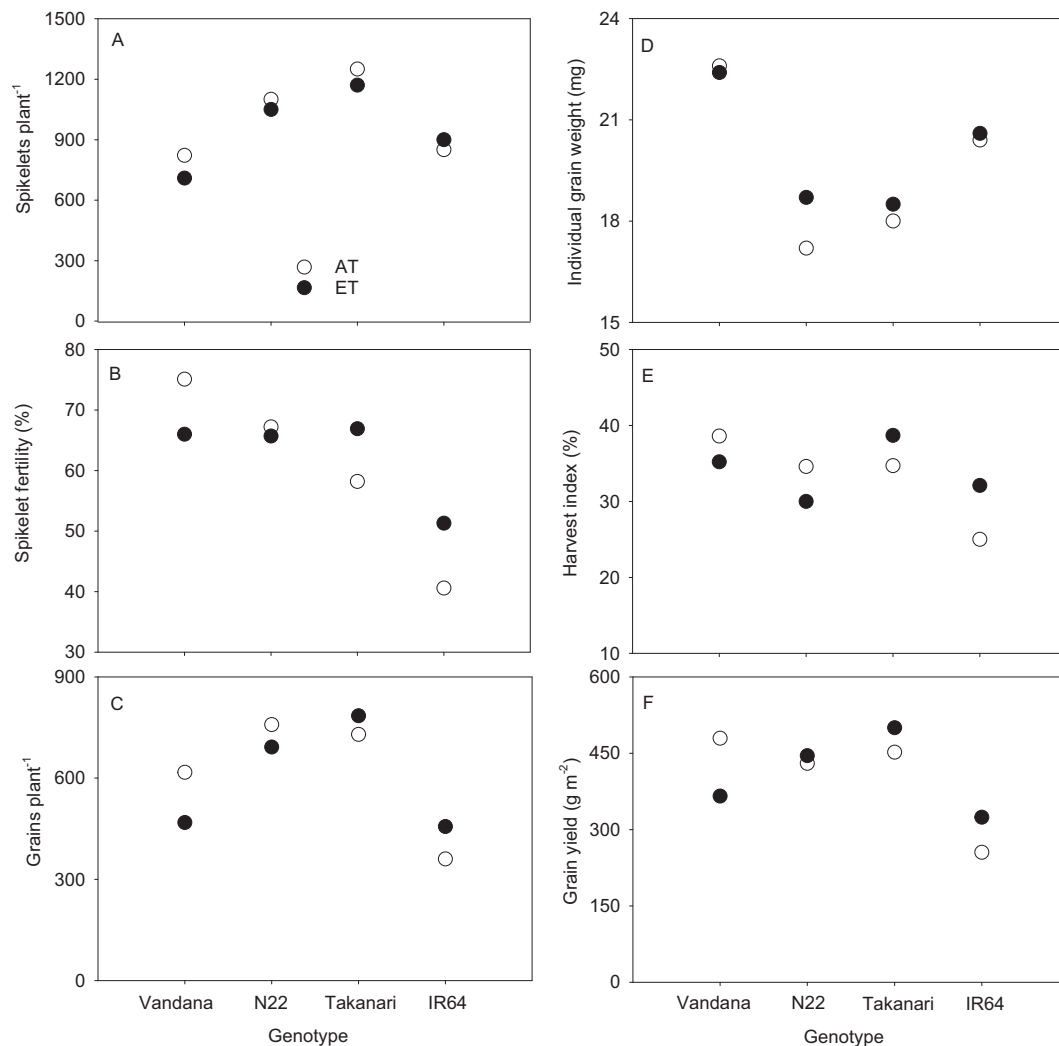 A
Spikelets plant⁻¹
1500
1200
900
600
300
0
AT
ET
B
Spikelet fertility (%)
80
70
60
50
40
30
C
Grains plant⁻¹
900
600
300
0
Vandana N22 Takanari IR64
Genotype
D
Individual grain weight (mg)
24
21
18
15
E
Harvest index (%)
50
40
30
20
10
F
Grain yield (g m⁻²)
600
450
300
150
0
Vandana N22 Takanari IR64
Genotype